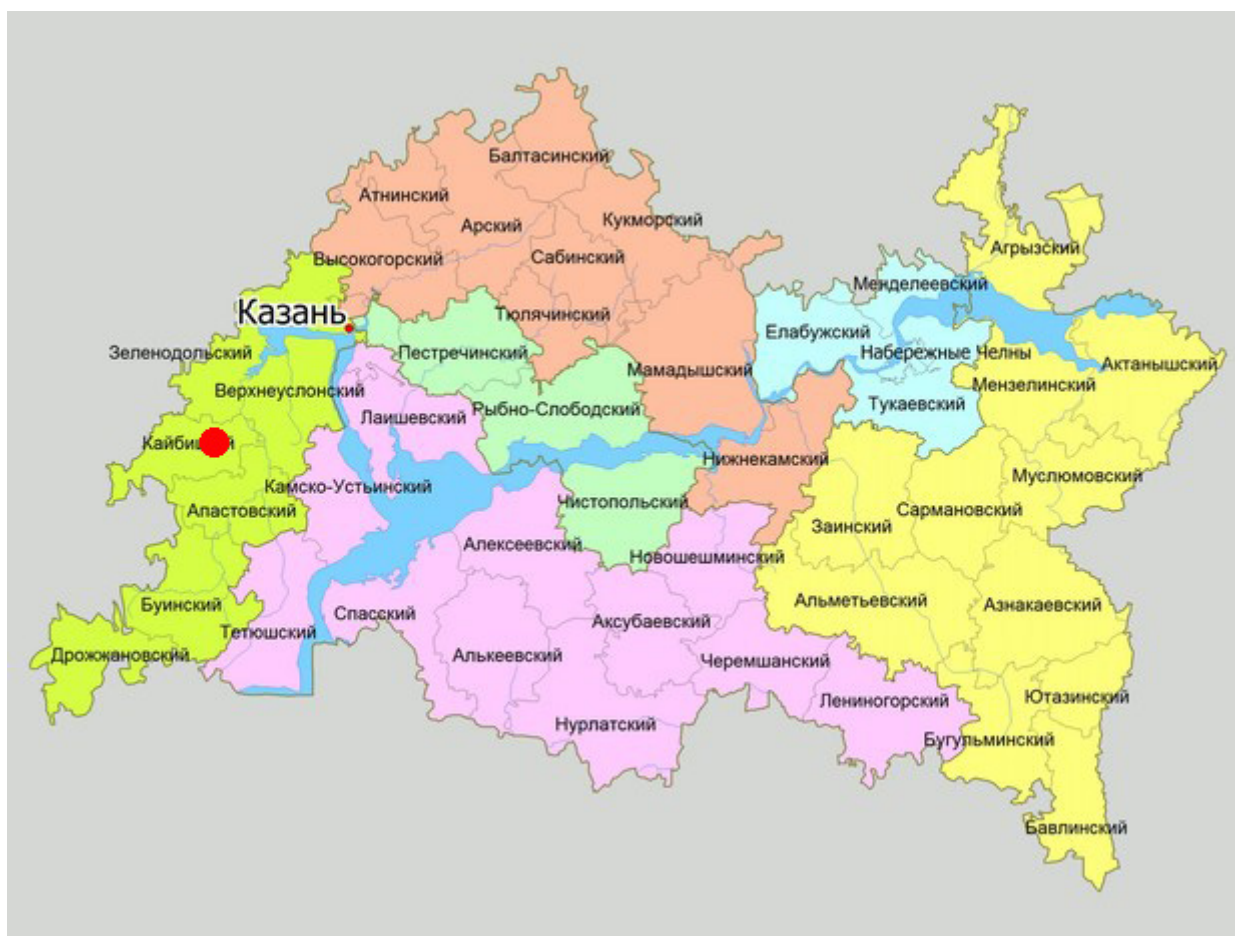 Балтасинский
Атнинский
Арский
Кукморский
Агрызский
Высокогорский
Сабинский
Менделеевский
Казань
Тюлячинский
Елабужский
Зеленодольский
Пестречинский
Набережные Челны
Актанышский
Верхнеуслонский
Мамадышский
Мензелинский
Лаишевский
Рыбно-Слободский
Тукаевский
Нижнекамский
Муслюмовский
Камско-Устьинский
Чистопольский
Апастовский
Сармановский
Заинский
Алексеевский
Новошешминский
Буинский
Альметьевский
Азнакаевский
Спасский
Аксубаевский
Тетюшский
Дрожжановский
Алькеевский
Черемшанский
Ютазинский
Лениногорский
Нурлатский
Бугульминский
Бавлинский